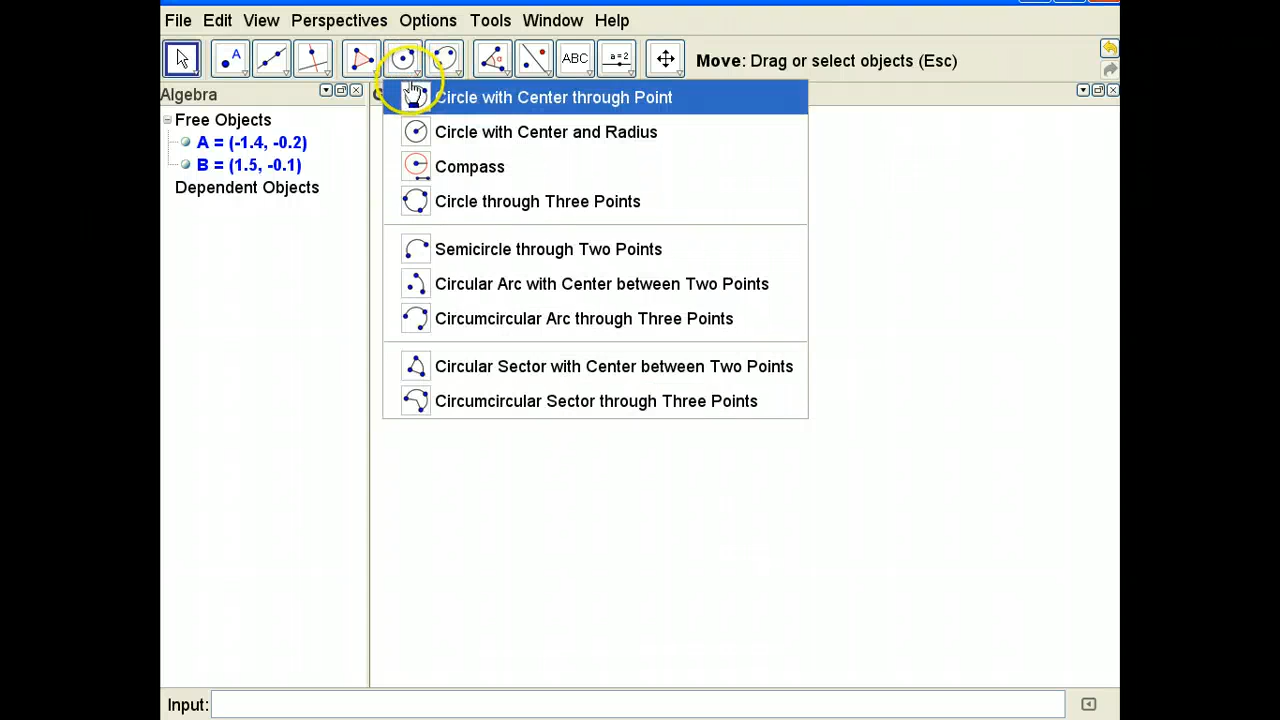 File Edit View Perspectives Options Tools Window Help
A ABC a=2 Move: Drag or select objects (Esc)
Algebra
Free Objects
A = (-1.4, -0.2)
B = (1.5, -0.1)
Dependent Objects
Circle with Center through Point
Circle with Center and Radius
Compass
Circle through Three Points
Semicircle through Two Points
Circular Arc with Center between Two Points
Circumcircular Arc through Three Points
Circular Sector with Center between Two Points
Circumcircular Sector through Three Points
Input: